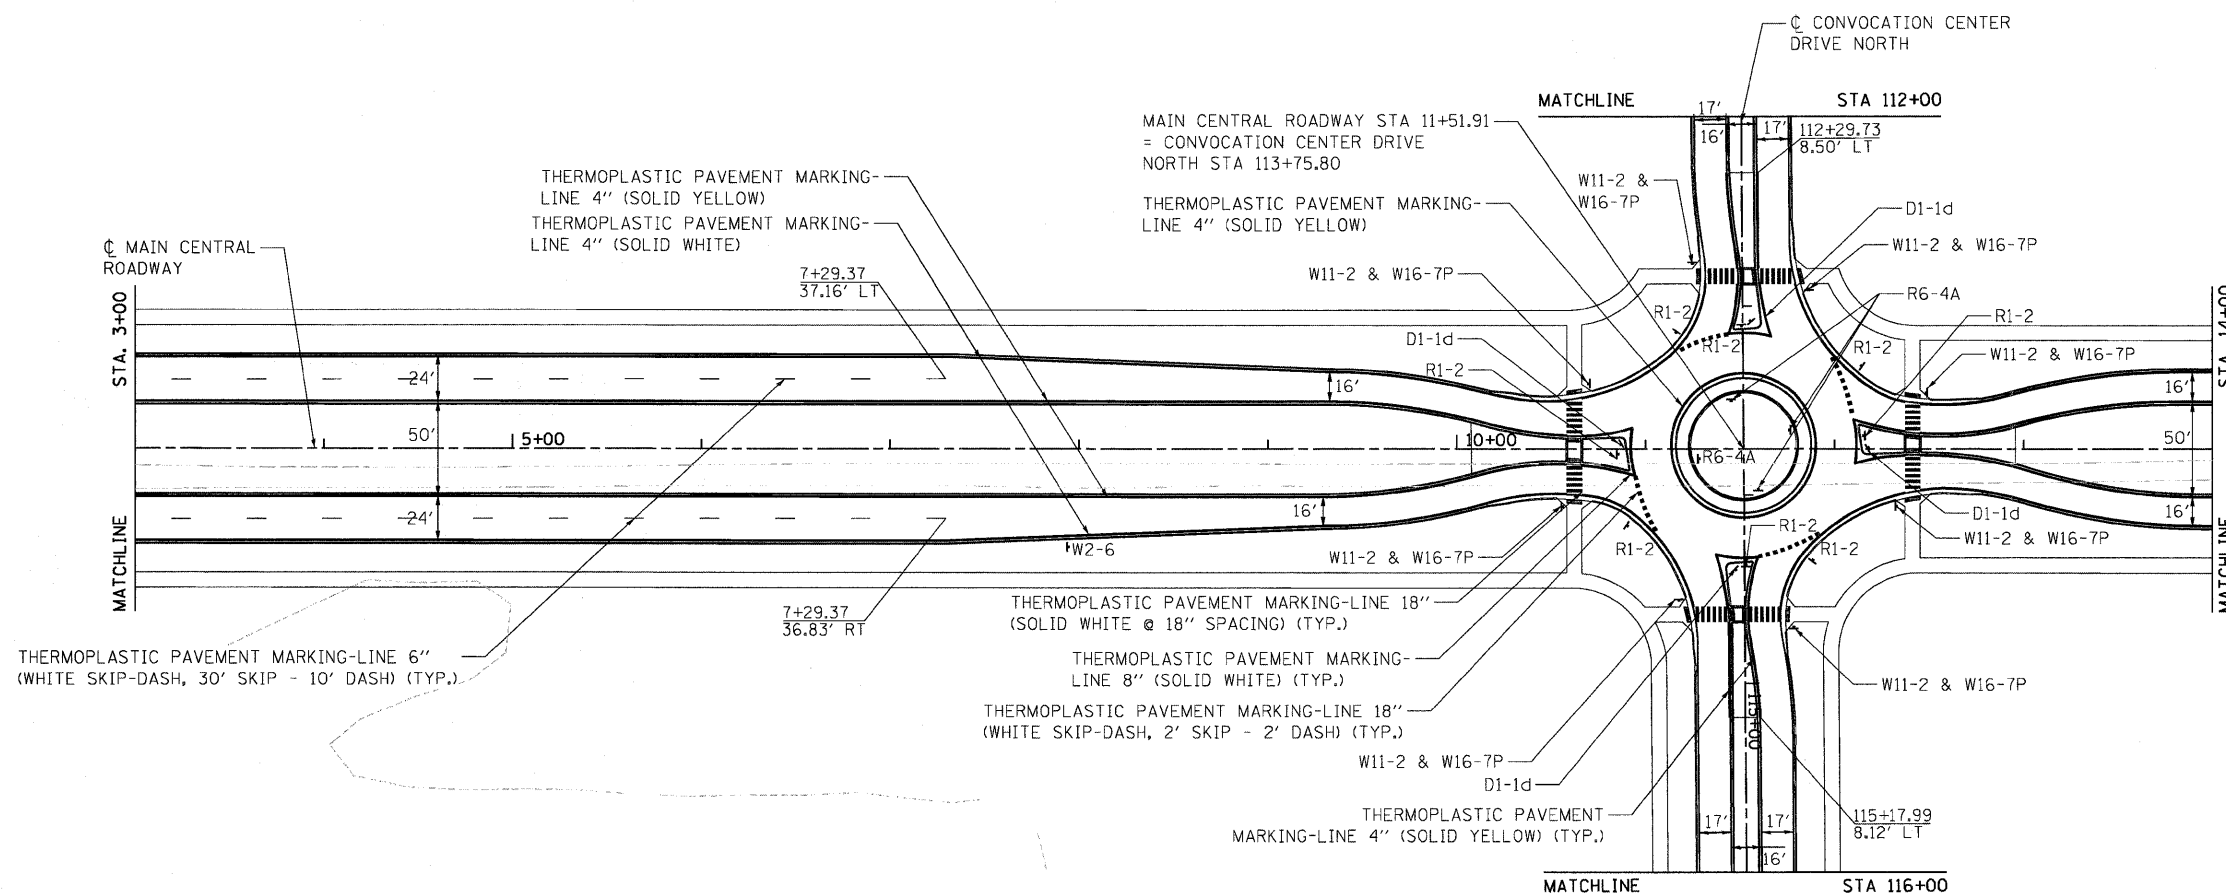 ℄ CONVOCATION CENTER
DRIVE NORTH
MATCHLINE STA 112+00
17'
16'
17'
112+29.73
8.50' LT
MAIN CENTRAL ROADWAY STA 11+51.91
= CONVOCATION CENTER DRIVE
NORTH STA 113+75.80
THERMOPLASTIC PAVEMENT MARKING-
LINE 4" (SOLID YELLOW)
THERMOPLASTIC PAVEMENT MARKING-
LINE 4" (SOLID WHITE)
W11-2 &
W16-7P
THERMOPLASTIC PAVEMENT MARKING-
LINE 4" (SOLID YELLOW)
D1-1d
W11-2 & W16-7P
℄ MAIN CENTRAL
ROADWAY
7+29.37
37.16' LT
W11-2 & W16-7P
R6-4A
R1-2
R1-2
STA. 3+00
MATCHLINE
D1-1d
R1-2
R1-2
R1-2
W11-2 & W16-7P
STA 14+00
MATCHLINE
24'
16'
16'
50'
5+00
10+00
50'
R6-4A
24'
16'
16'
W2-6
R1-2
R1-2
R1-2
D1-1d
W11-2 & W16-7P
W11-2 & W16-7P
7+29.37
36.83' RT
THERMOPLASTIC PAVEMENT MARKING-LINE 18"
(SOLID WHITE @ 18" SPACING) (TYP.)
THERMOPLASTIC PAVEMENT MARKING-LINE 6"
(WHITE SKIP-DASH, 30' SKIP - 10' DASH) (TYP.)
THERMOPLASTIC PAVEMENT MARKING-
LINE 8" (SOLID WHITE) (TYP.)
W11-2 & W16-7P
THERMOPLASTIC PAVEMENT MARKING-LINE 18"
(WHITE SKIP-DASH, 2' SKIP - 2' DASH) (TYP.)
115+00
W11-2 & W16-7P
D1-1d
THERMOPLASTIC PAVEMENT
MARKING-LINE 4" (SOLID YELLOW) (TYP.)
115+17.99
8.12' LT
17'
17'
16'
MATCHLINE STA 116+00